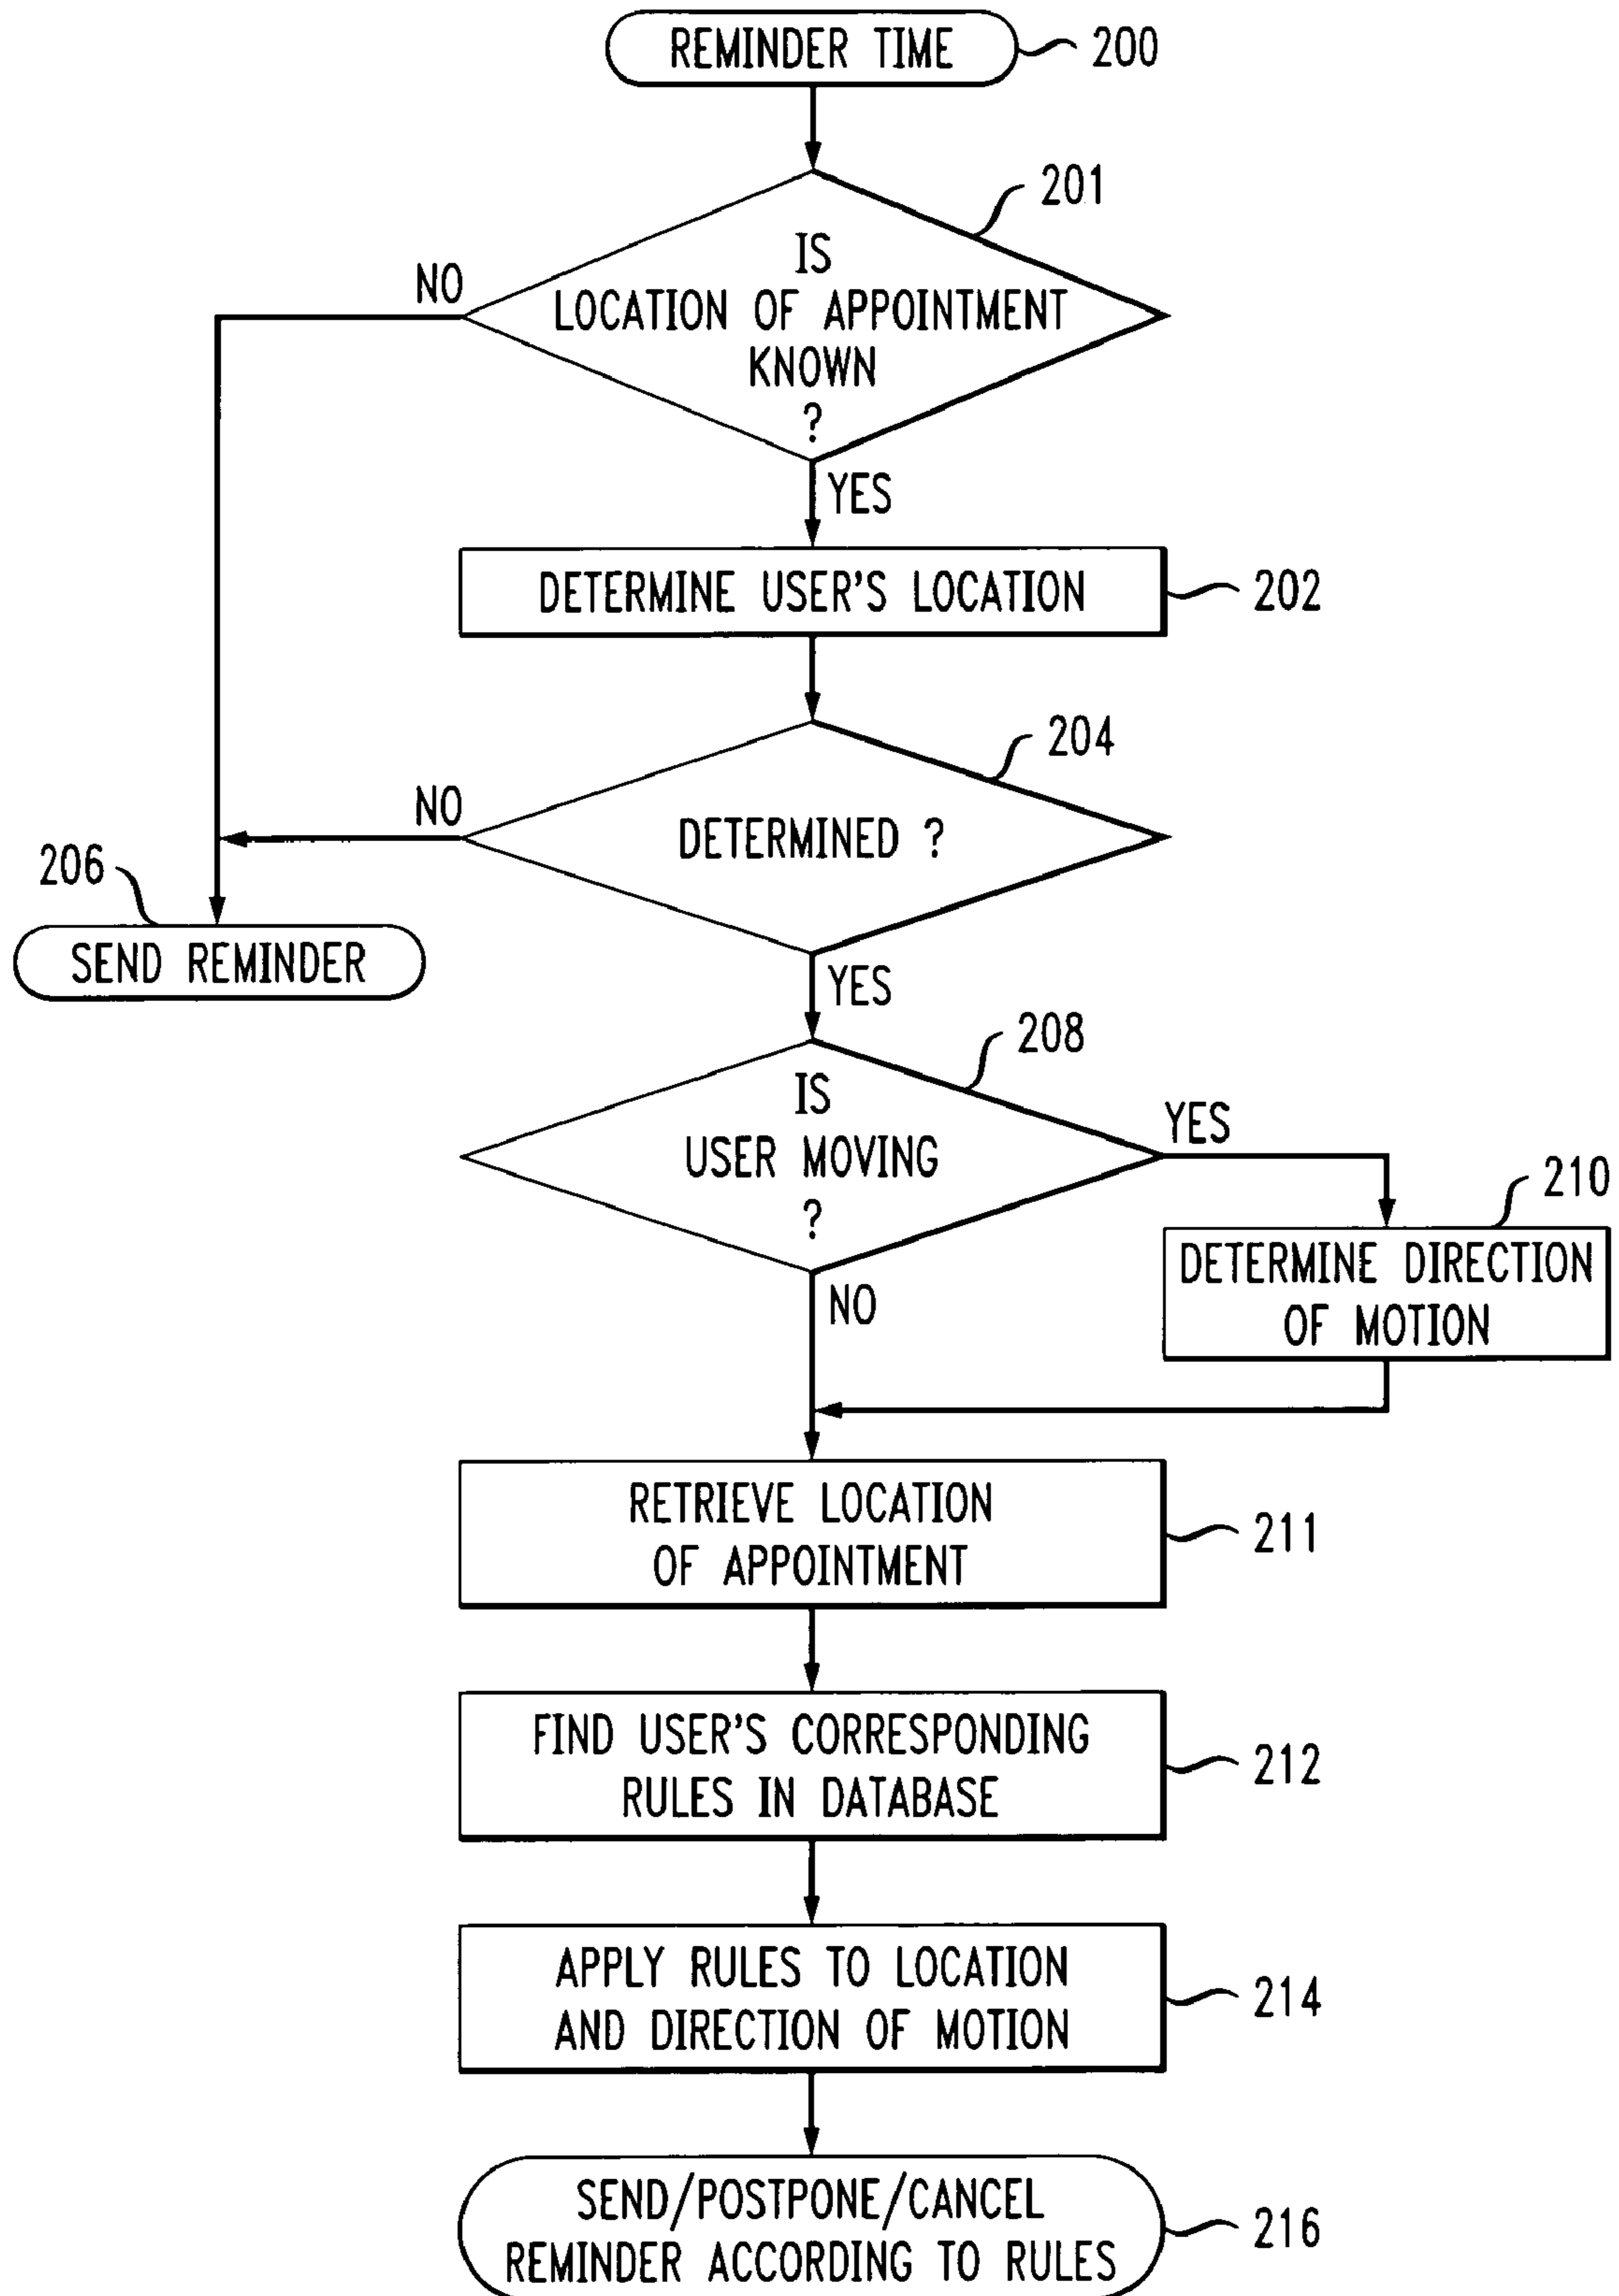 REMINDER TIME
200
201
IS
LOCATION OF APPOINTMENT
KNOWN
?
NO
YES
DETERMINE USER'S LOCATION
202
204
DETERMINED ?
NO
206
SEND REMINDER
YES
208
IS
USER MOVING
?
YES
210
DETERMINE DIRECTION
OF MOTION
NO
RETRIEVE LOCATION
OF APPOINTMENT
211
FIND USER'S CORRESPONDING
RULES IN DATABASE
212
APPLY RULES TO LOCATION
AND DIRECTION OF MOTION
214
SEND/POSTPONE/CANCEL
REMINDER ACCORDING TO RULES
216